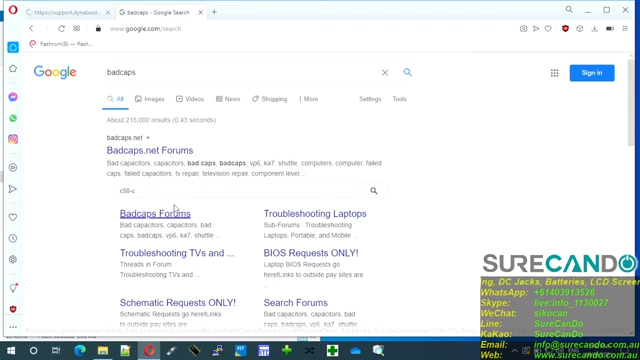 https://support.dynabook...
badcaps - Google Search
www.google.com/search
flashrom(8) — flash...
Google
badcaps
Sign in
All
Images
Videos
News
Shopping
More
Settings
Tools
About 215,000 results (0.43 seconds)
badcaps.net
Badcaps.net Forums
Bad capacitors, capacitors, bad caps, badcaps, vp6, ka7, shuttle, computers, computer, failed
caps, failed capacitors, tv repair, television repair, component level ...
c50-c
Badcaps Forums
Bad capacitors, capacitors, bad
caps, badcaps, vp6, ka7, shuttle ...
Troubleshooting Laptops
Sub-Forums : Troubleshooting
Laptops, Portable, and Mobile ...
Troubleshooting TVs and ...
Threads in Forum
Troubleshooting TVs and ...
BIOS Requests ONLY!
Laptop BIOS Requests go
hereLinks to outside pay sites are ...
Schematic Requests ONLY!
Schematic Requests go hereLinks
to outside pay sites are ...
Search Forums
Bad capacitors, capacitors, bad
caps, badcaps, vp6, ka7, shuttle ...
SURECANDO
ing, DC Jacks, Batteries, LCD Screen
WhatsApp: +61403913526
Skype: live:info_1130027
WeChat: sikocan
Line: SureCanDo
KaKao: SureCanDo
Email: info@surecando.com
Web: www.surecando.com.au